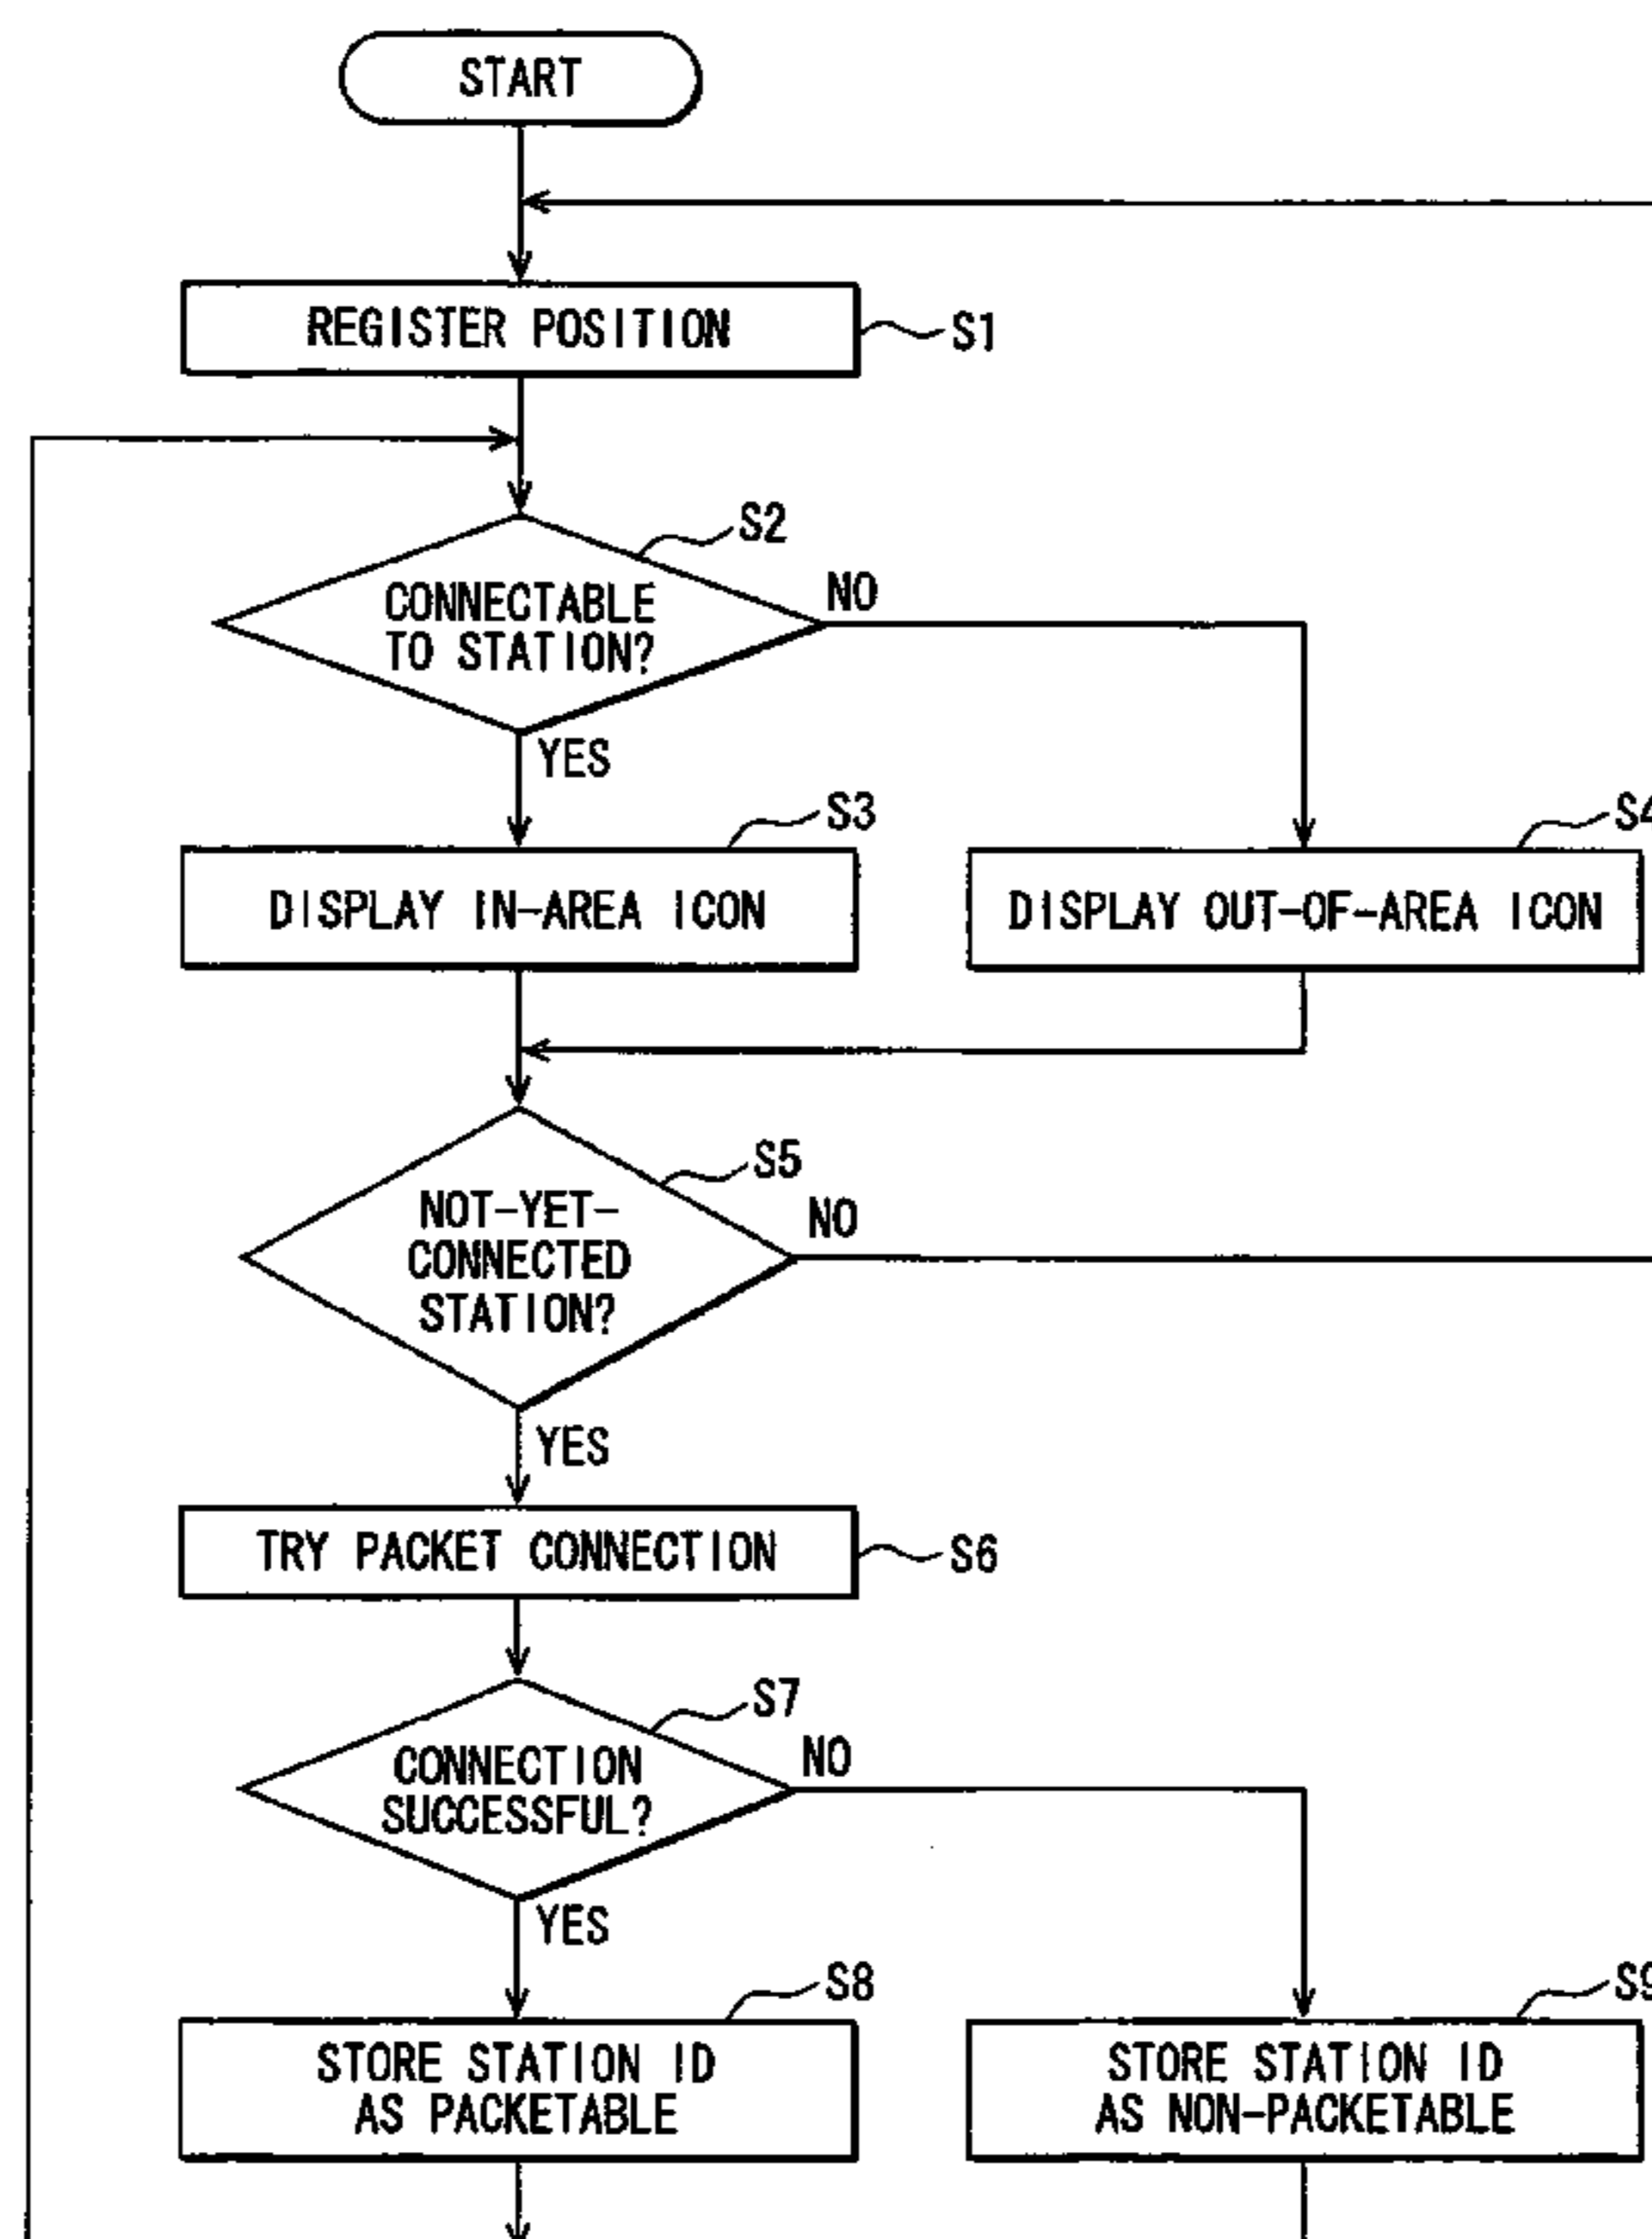 START
REGISTER POSITION
S1
S2
CONNECTABLE
TO STATION?
NO
YES
S3
S4
DISPLAY IN-AREA ICON
DISPLAY OUT-OF-AREA ICON
S5
NOT-YET-
CONNECTED
STATION?
NO
YES
TRY PACKET CONNECTION
S6
S7
CONNECTION
SUCCESSFUL?
NO
YES
S8
S9
STORE STATION ID
AS PACKETABLE
STORE STATION ID
AS NON-PACKETABLE